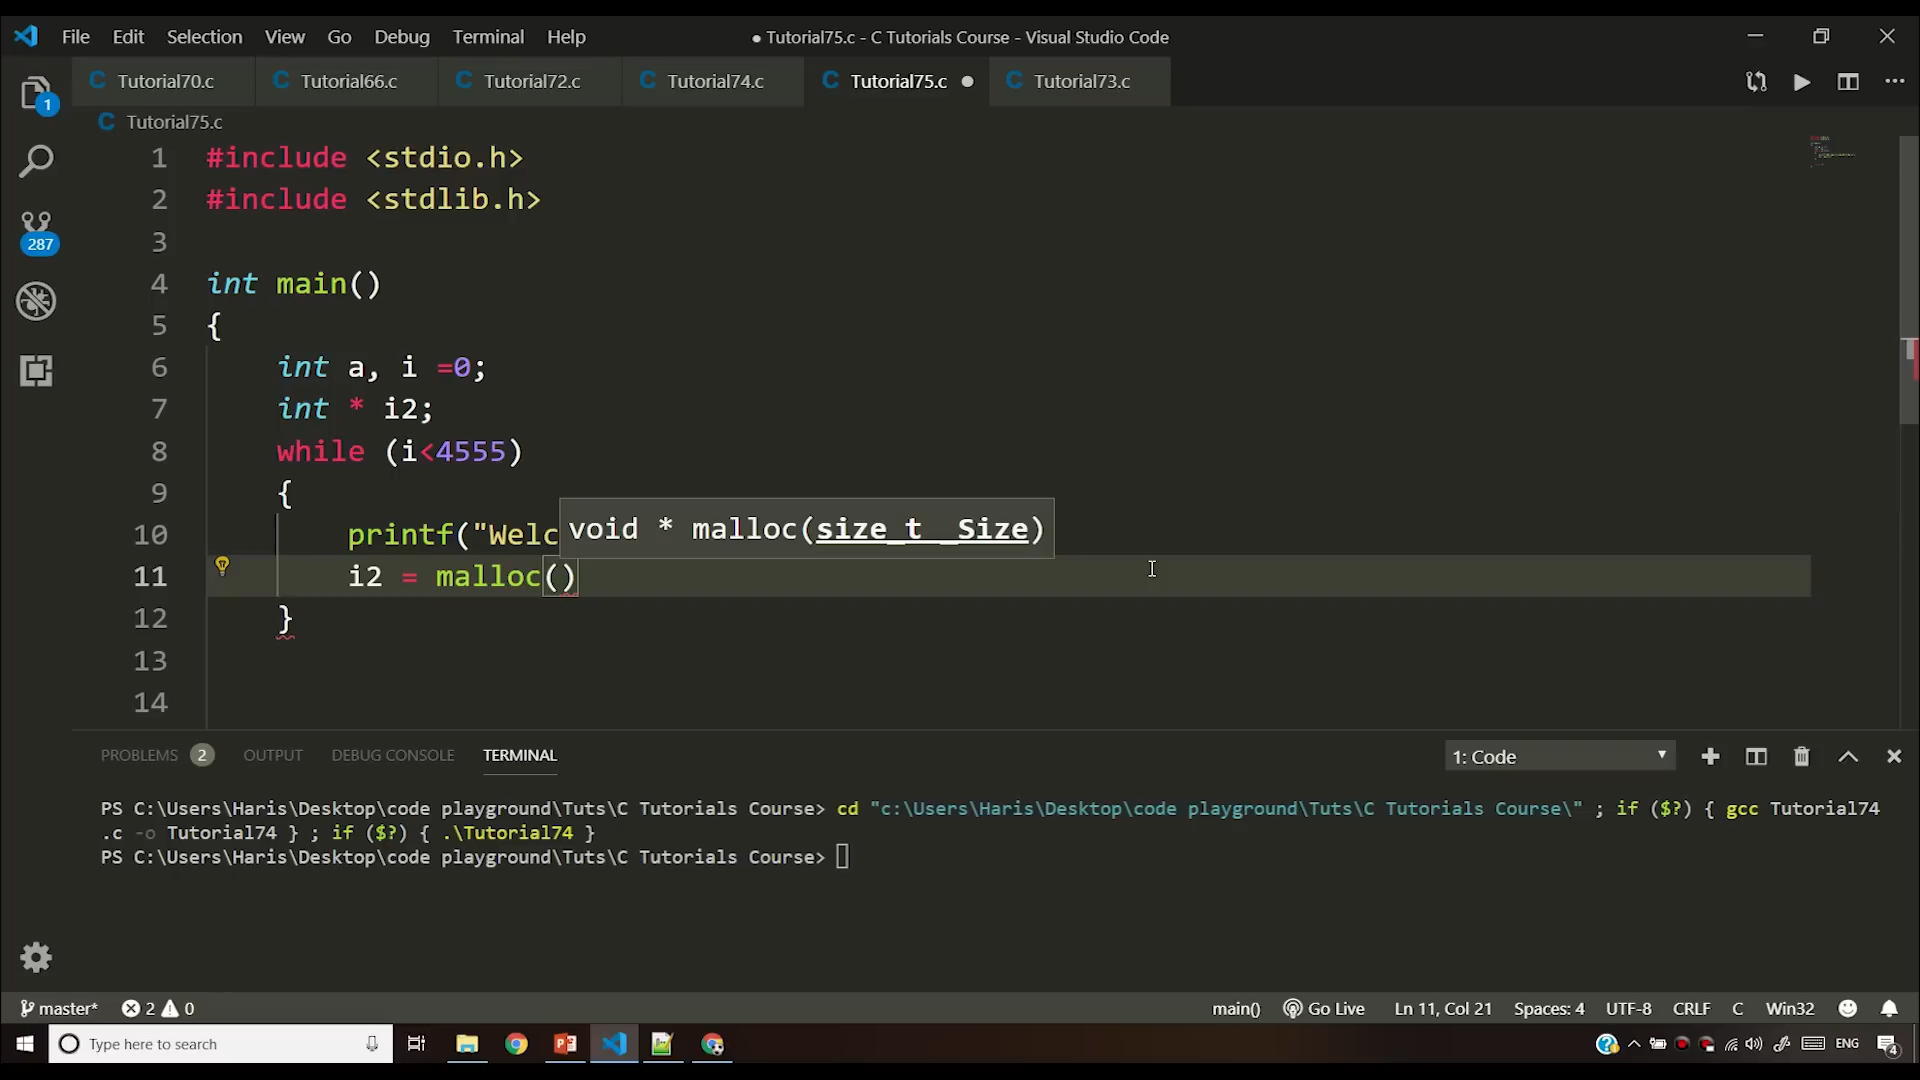 File Edit Selection View Go Debug Terminal Help
● Tutorial75.c - C Tutorials Course - Visual Studio Code
Tutorial70.c Tutorial66.c Tutorial72.c Tutorial74.c Tutorial75.c Tutorial73.c
1
Tutorial75.c
1 #include <stdio.h>
2 #include <stdlib.h>
287
3
4 int main()
5 {
6 int a, i =0;
7 int * i2;
8 while (i<4555)
9 {
10 printf("Welc
void * malloc(size_t _Size)
11 i2 = malloc()
12 }
13
14
PROBLEMS 2 OUTPUT DEBUG CONSOLE TERMINAL 1: Code
PS C:\Users\Haris\Desktop\code playground\Tuts\C Tutorials Course> cd "c:\Users\Haris\Desktop\code playground\Tuts\C Tutorials Course\" ; if ($?) { gcc Tutorial74
.c -o Tutorial74 } ; if ($?) { .\Tutorial74 }
PS C:\Users\Haris\Desktop\code playground\Tuts\C Tutorials Course>
master* 2 0 main() Go Live Ln 11, Col 21 Spaces: 4 UTF-8 CRLF C Win32
Type here to search ENG 4